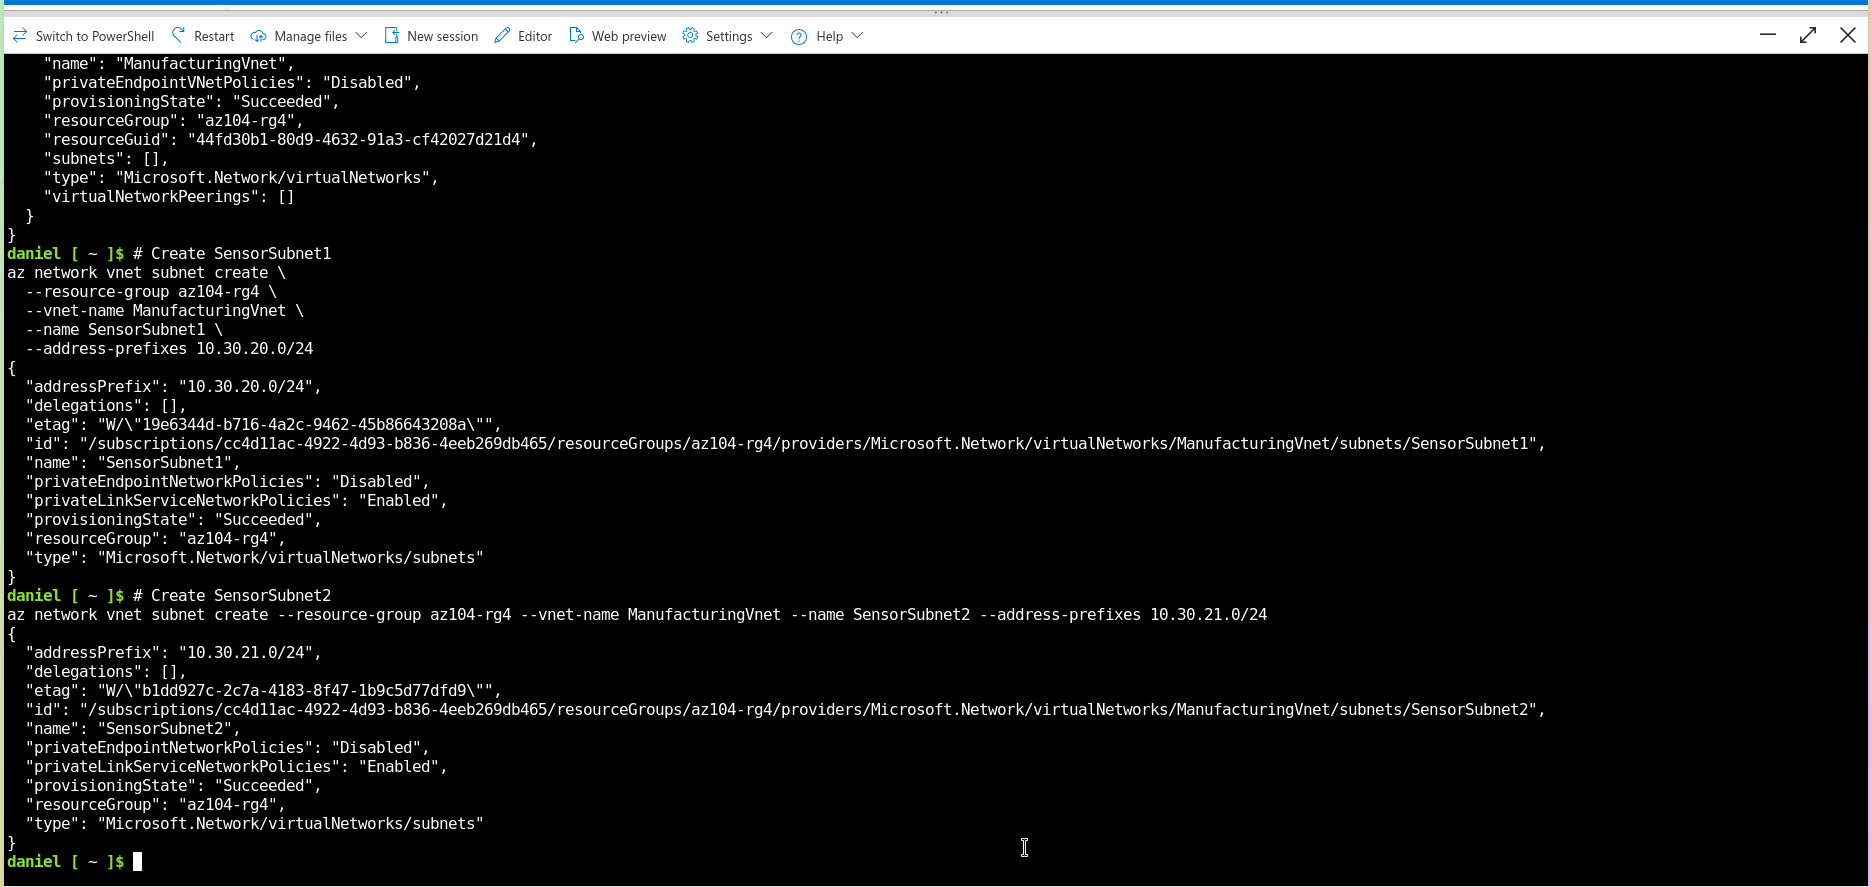 ...
Switch to PowerShell Restart Manage files New session Editor Web preview Settings Help
    "name": "ManufacturingVnet",
    "privateEndpointVNetPolicies": "Disabled",
    "provisioningState": "Succeeded",
    "resourceGroup": "az104-rg4",
    "resourceGuid": "44fd30b1-80d9-4632-91a3-cf42027d21d4",
    "subnets": [],
    "type": "Microsoft.Network/virtualNetworks",
    "virtualNetworkPeerings": []
  }
}
daniel [ ~ ]$ # Create SensorSubnet1
az network vnet subnet create \
  --resource-group az104-rg4 \
  --vnet-name ManufacturingVnet \
  --name SensorSubnet1 \
  --address-prefixes 10.30.20.0/24
{
  "addressPrefix": "10.30.20.0/24",
  "delegations": [],
  "etag": "W/\"19e6344d-b716-4a2c-9462-45b86643208a\"",
  "id": "/subscriptions/cc4d11ac-4922-4d93-b836-4eeb269db465/resourceGroups/az104-rg4/providers/Microsoft.Network/virtualNetworks/ManufacturingVnet/subnets/SensorSubnet1",
  "name": "SensorSubnet1",
  "privateEndpointNetworkPolicies": "Disabled",
  "privateLinkServiceNetworkPolicies": "Enabled",
  "provisioningState": "Succeeded",
  "resourceGroup": "az104-rg4",
  "type": "Microsoft.Network/virtualNetworks/subnets"
}
daniel [ ~ ]$ # Create SensorSubnet2
az network vnet subnet create --resource-group az104-rg4 --vnet-name ManufacturingVnet --name SensorSubnet2 --address-prefixes 10.30.21.0/24
{
  "addressPrefix": "10.30.21.0/24",
  "delegations": [],
  "etag": "W/\"b1dd927c-2c7a-4183-8f47-1b9c5d77dfd9\"",
  "id": "/subscriptions/cc4d11ac-4922-4d93-b836-4eeb269db465/resourceGroups/az104-rg4/providers/Microsoft.Network/virtualNetworks/ManufacturingVnet/subnets/SensorSubnet2",
  "name": "SensorSubnet2",
  "privateEndpointNetworkPolicies": "Disabled",
  "privateLinkServiceNetworkPolicies": "Enabled",
  "provisioningState": "Succeeded",
  "resourceGroup": "az104-rg4",
  "type": "Microsoft.Network/virtualNetworks/subnets"
}
daniel [ ~ ]$